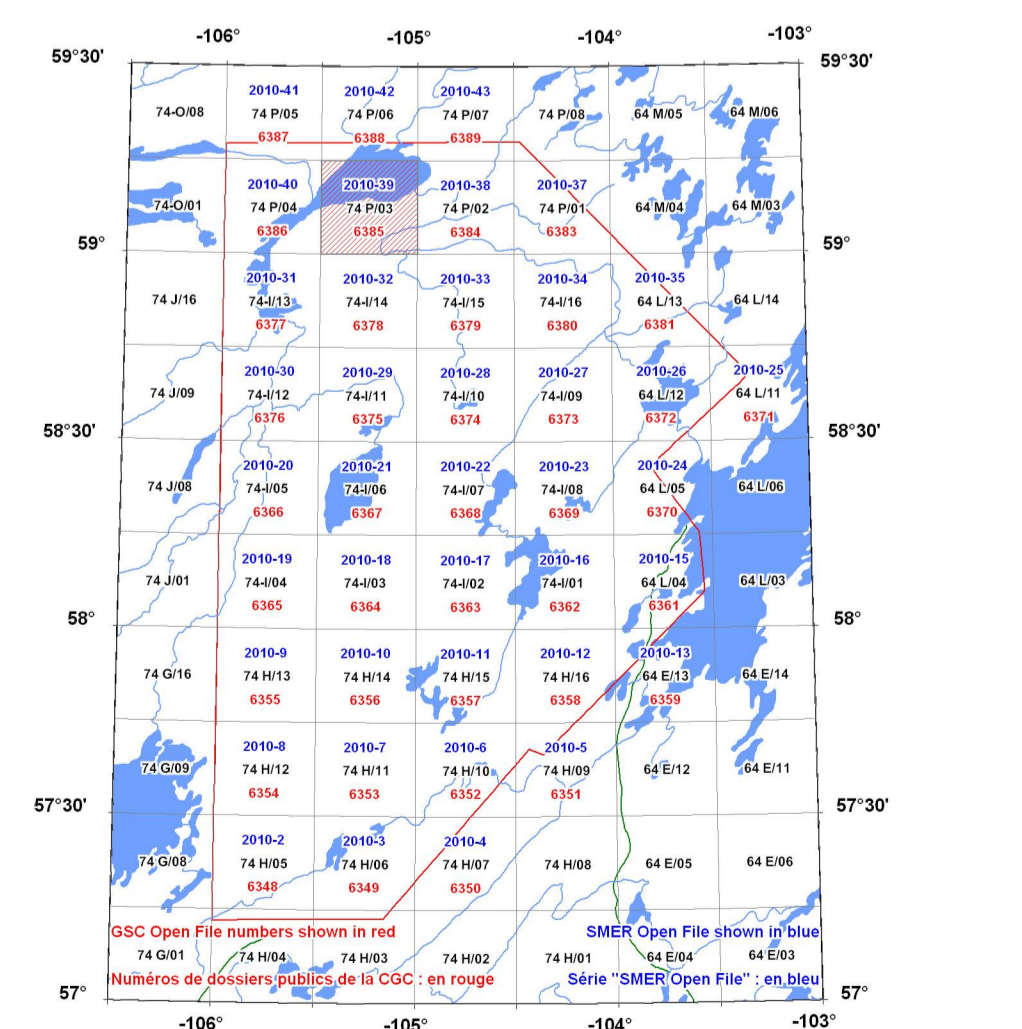 -106° -105° -104° -103°
59°30' 59°30'
2010-41 2010-42 2010-43
74-O/08 74 P/05 74 P/06 74 P/07 74 P/08 64 M/05 64 M/06
6387 6388 6389
2010-40 2010-39 2010-38 2010-37
74-O/01 74 P/04 74 P/03 74 P/02 74 P/01 64 M/04 64 M/03
6386 6385 6384 6383
59° 59°
2010-31 2010-32 2010-33 2010-34 2010-35
74 J/16 74-I/13 74-I/14 74-I/15 74-I/16 64 L/13 64 L/14
6377 6378 6379 6380 6381
2010-30 2010-29 2010-28 2010-27 2010-26 2010-25
74 J/09 74-I/12 74-I/11 74-I/10 74-I/09 64 L/12 64 L/11
6376 6375 6374 6373 6372 6371
58°30' 58°30'
2010-20 2010-21 2010-22 2010-23 2010-24
74 J/08 74-I/05 74-I/06 74-I/07 74-I/08 64 L/05 64 L/06
6366 6367 6368 6369 6370
2010-19 2010-18 2010-17 2010-16 2010-15
74 J/01 74-I/04 74-I/03 74-I/02 74-I/01 64 L/04 64 L/03
6365 6364 6363 6362 6361
58° 58°
2010-9 2010-10 2010-11 2010-12 2010-13
74 G/16 74 H/13 74 H/14 74 H/15 74 H/16 64 E/13 64 E/14
6355 6356 6357 6358 6359
2010-8 2010-7 2010-6 2010-5
74 G/09 74 H/12 74 H/11 74 H/10 74 H/09 64 E/12 64 E/11
6354 6353 6352 6351
57°30' 57°30'
2010-2 2010-3 2010-4
74 G/08 74 H/05 74 H/06 74 H/07 74 H/08 64 E/05 64 E/06
6348 6349 6350
GSC Open File numbers shown in red SMER Open File shown in blue
74 G/01 74 H/04 74 H/03 74 H/02 74 H/01 64 E/04 64 E/03
Numéros de dossiers publics de la CGC : en rouge Série "SMER Open File" : en bleu
57° 57°
-106° -105° -104° -103°